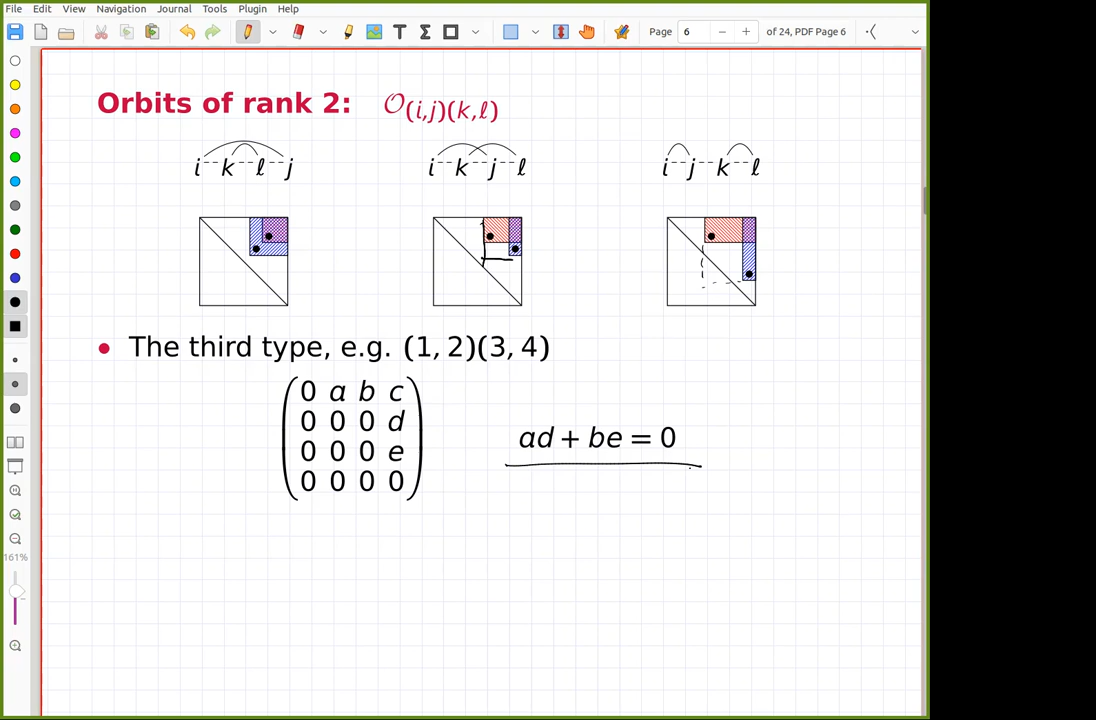 File Edit View Navigation Journal Tools Plugin Help
Page 6 of 24, PDF Page 6
Orbits of rank 2: 𝒪(i,j)(k,ℓ)
i k ℓ j
i k j ℓ
i j k ℓ
• The third type, e.g. (1, 2)(3, 4)
0 a b c
0 0 0 d
0 0 0 e
0 0 0 0
ad + be = 0
161%